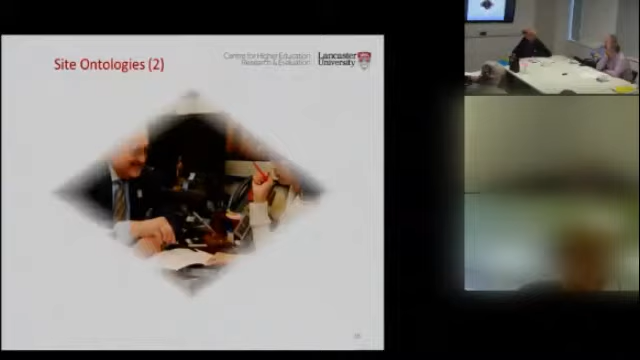 Site Ontologies (2)
Centre for Higher Education
Research & Evaluation
Lancaster
University